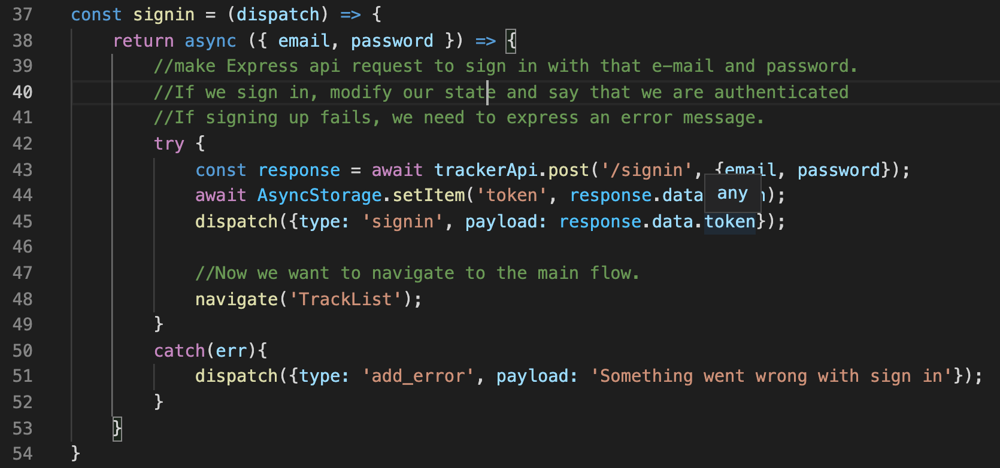 37 const signin = (dispatch) => {
38 return async ({ email, password }) => {
39 //make Express api request to sign in with that e-mail and password.
40 //If we sign in, modify our state and say that we are authenticated
41 //If signing up fails, we need to express an error message.
42 try {
43 const response = await trackerApi.post('/signin', {email, password});
44 await AsyncStorage.setItem('token', response.data any n);
45 dispatch({type: 'signin', payload: response.data.token});
46
47 //Now we want to navigate to the main flow.
48 navigate('TrackList');
49 }
50 catch(err){
51 dispatch({type: 'add_error', payload: 'Something went wrong with sign in'});
52 }
53 }
54 }